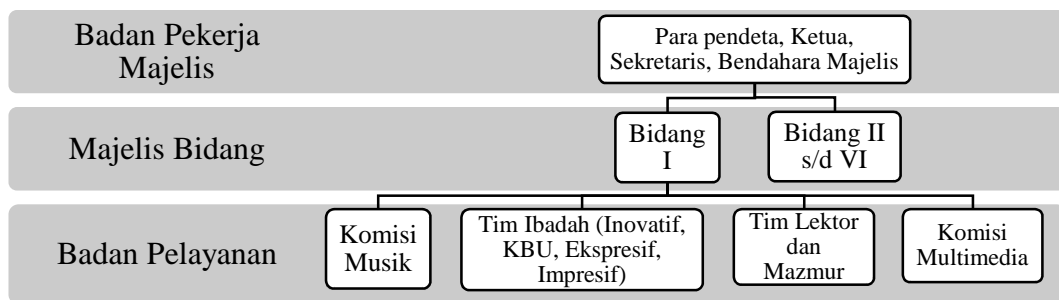 Badan Pekerja
Majelis
Para pendeta, Ketua,
Sekretaris, Bendahara Majelis
Majelis Bidang
Bidang
I
Bidang II
s/d VI
Badan Pelayanan
Komisi
Musik
Tim Ibadah (Inovatif,
KBU, Ekspresif,
Impresif)
Tim Lektor
dan
Mazmur
Komisi
Multimedia